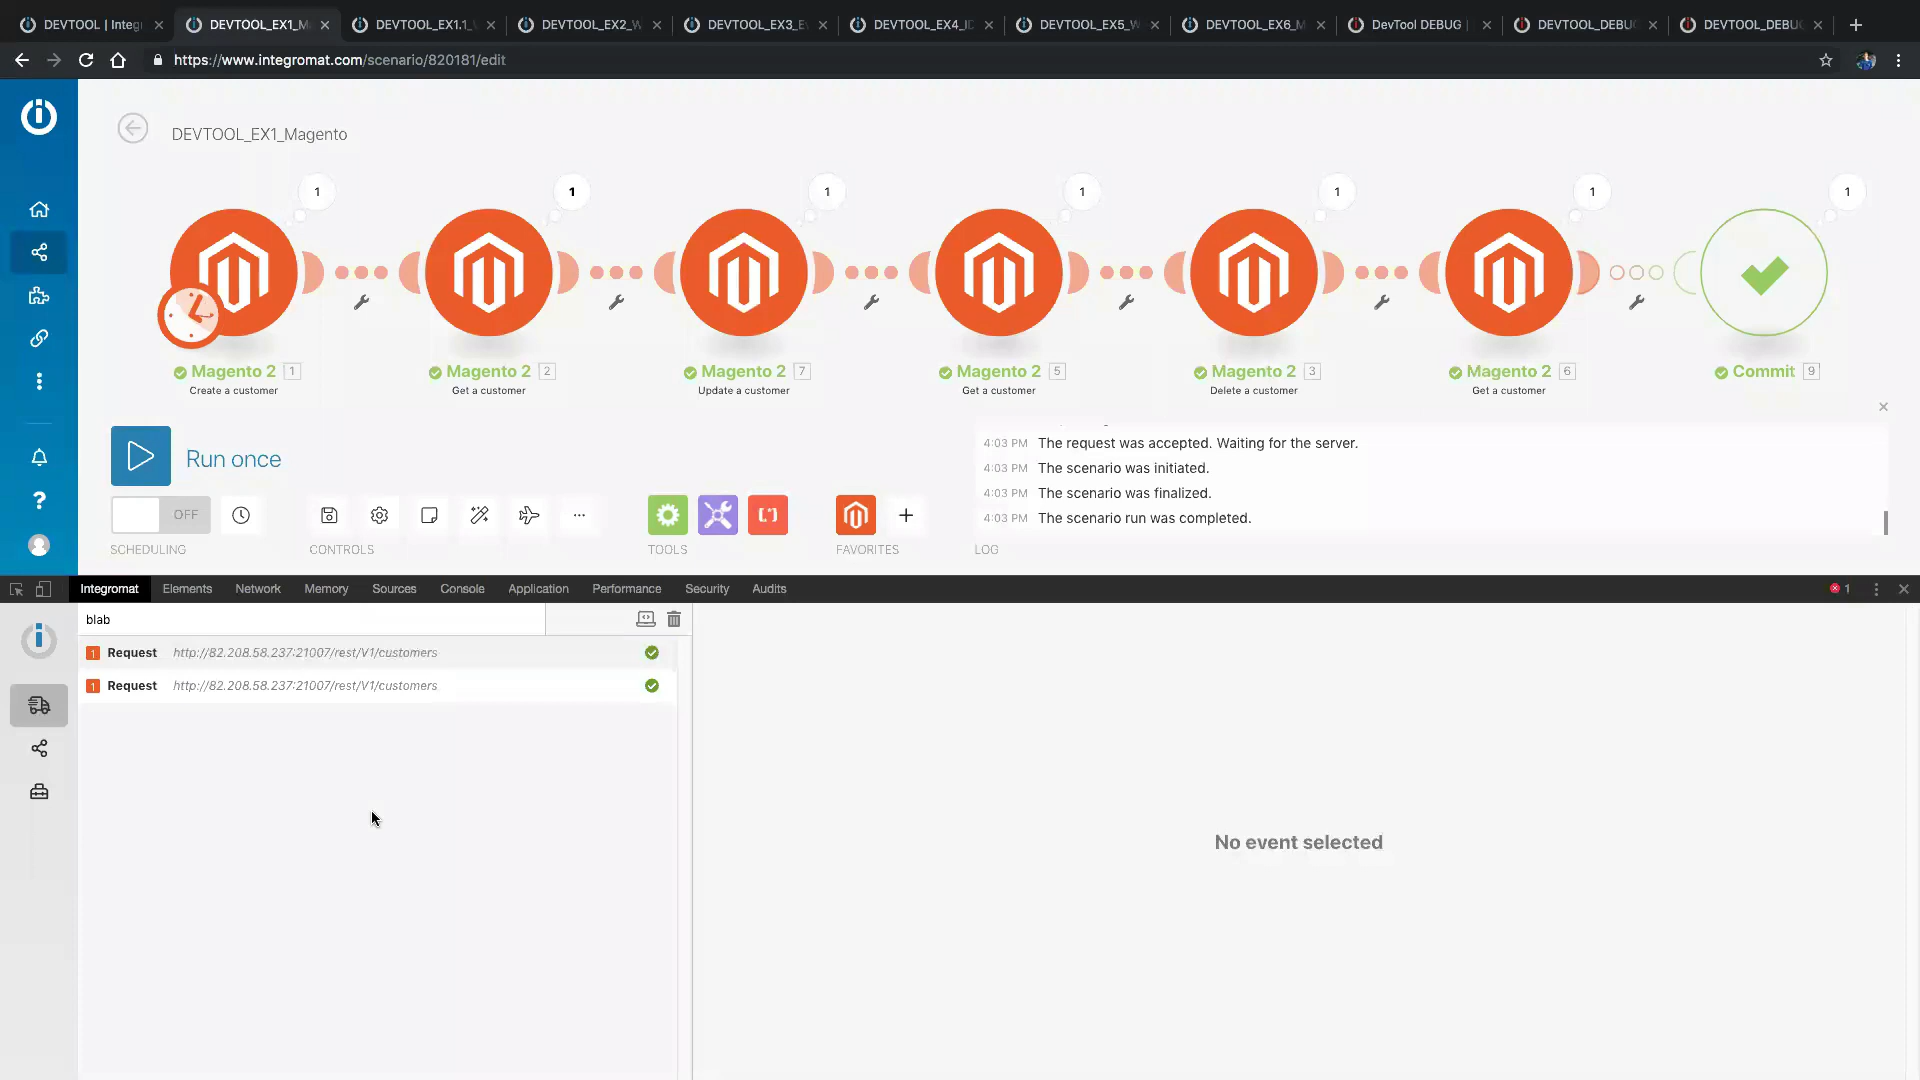 DEVTOOL | Integ
DEVTOOL_EX1_M
DEVTOOL_EX1.1_
DEVTOOL_EX2_W
DEVTOOL_EX3_E
DEVTOOL_EX4_ID
DEVTOOL_EX5_W
DEVTOOL_EX6_M
DevTool DEBUG |
DEVTOOL_DEBU
DEVTOOL_DEBU
https://www.integromat.com/scenario/820181/edit
DEVTOOL_EX1_Magento
1 1 1 1 1 1 1
Magento 2 1
Create a customer
Magento 2 2
Get a customer
Magento 2 7
Update a customer
Magento 2 5
Get a customer
Magento 2 3
Delete a customer
Magento 2 6
Get a customer
Commit 9
Run once
OFF
SCHEDULING
CONTROLS
TOOLS
FAVORITES
4:03 PM The request was accepted. Waiting for the server.
4:03 PM The scenario was initiated.
4:03 PM The scenario was finalized.
4:03 PM The scenario run was completed.
LOG
Integromat Elements Network Memory Sources Console Application Performance Security Audits
1
blab
1 Request http://82.208.58.237:21007/rest/V1/customers
1 Request http://82.208.58.237:21007/rest/V1/customers
No event selected